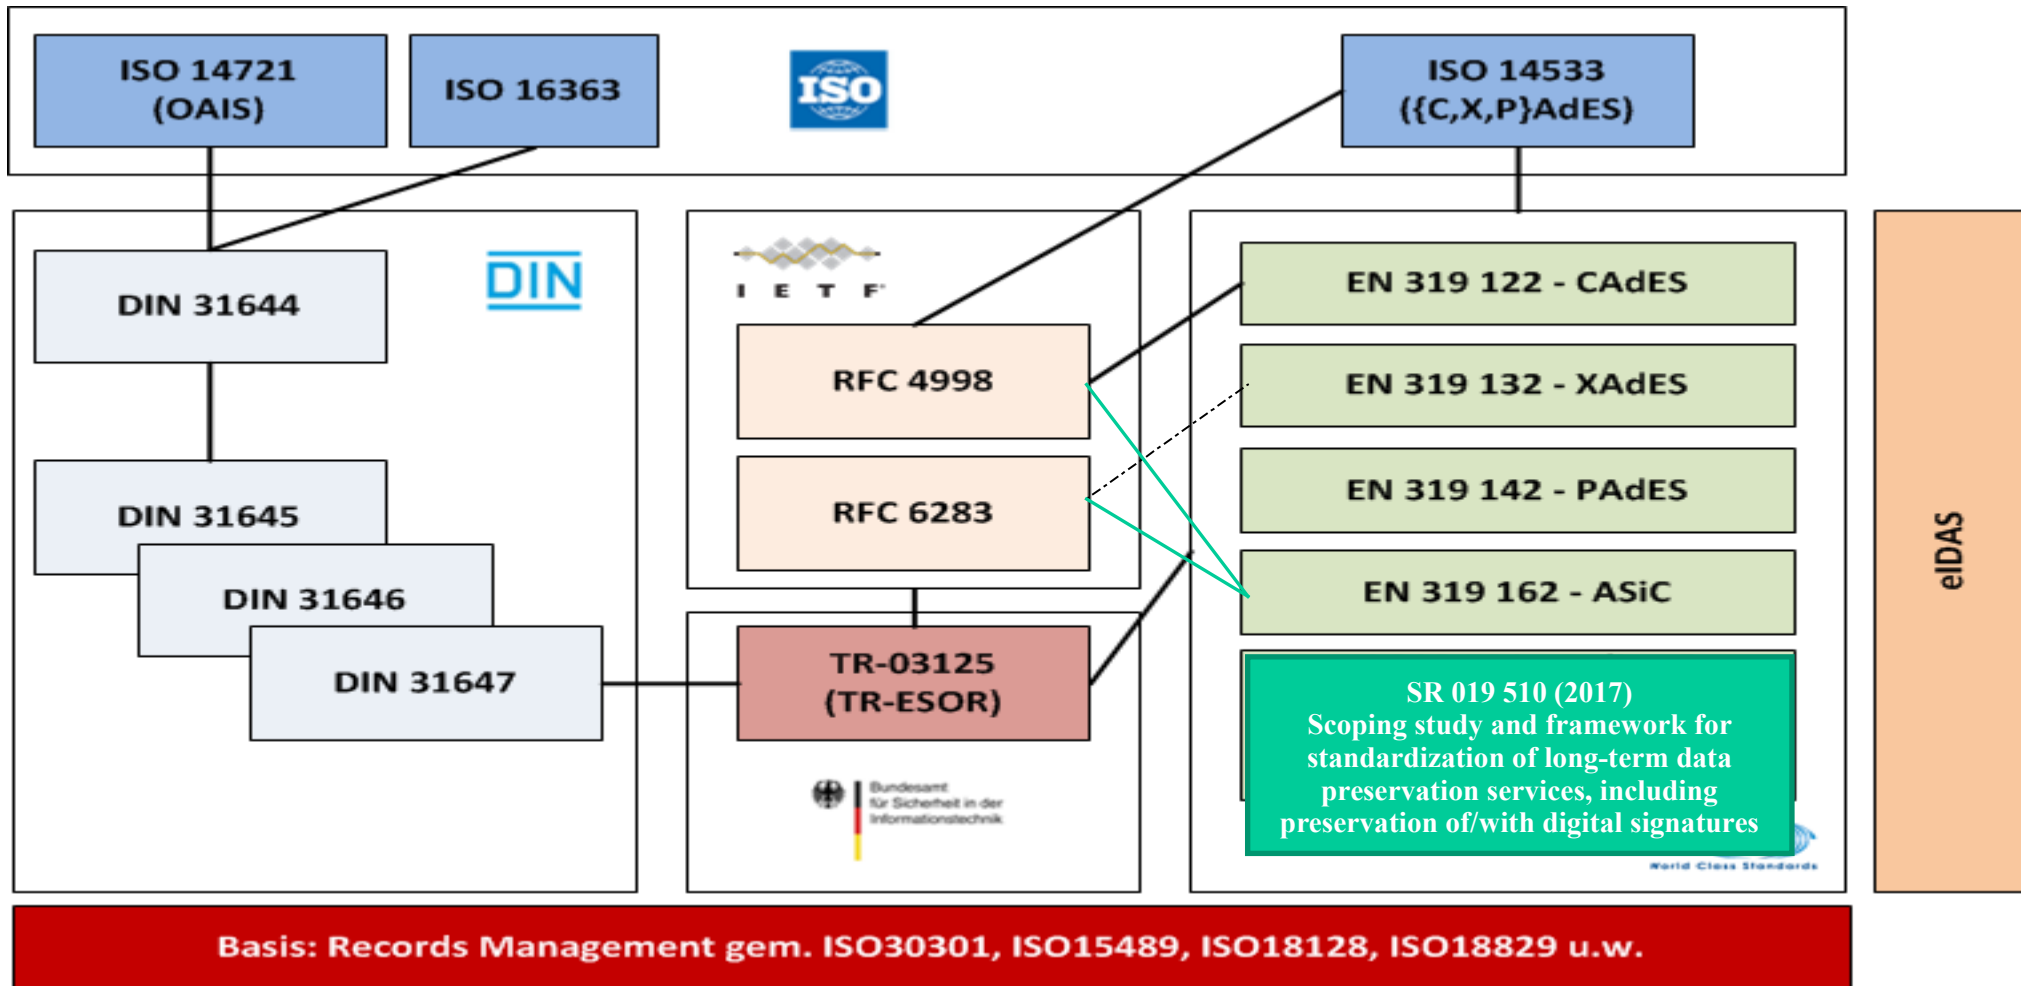 ISO 14721
(OAIS)
ISO 16363
ISO
ISO 14533
({C,X,P}AdES)
DIN 31644
DIN
DIN 31645
DIN 31646
DIN 31647
I E T F
RFC 4998
RFC 6283
TR-03125
(TR-ESOR)
Bundesamt
für Sicherheit in der
Informationstechnik
EN 319 122 - CAdES
EN 319 132 - XAdES
EN 319 142 - PAdES
EN 319 162 - ASiC
SR 019 510 (2017)
Scoping study and framework for
standardization of long-term data
preservation services, including
preservation of/with digital signatures
World Class Standards
eIDAS
Basis: Records Management gem. ISO30301, ISO15489, ISO18128, ISO18829 u.w.